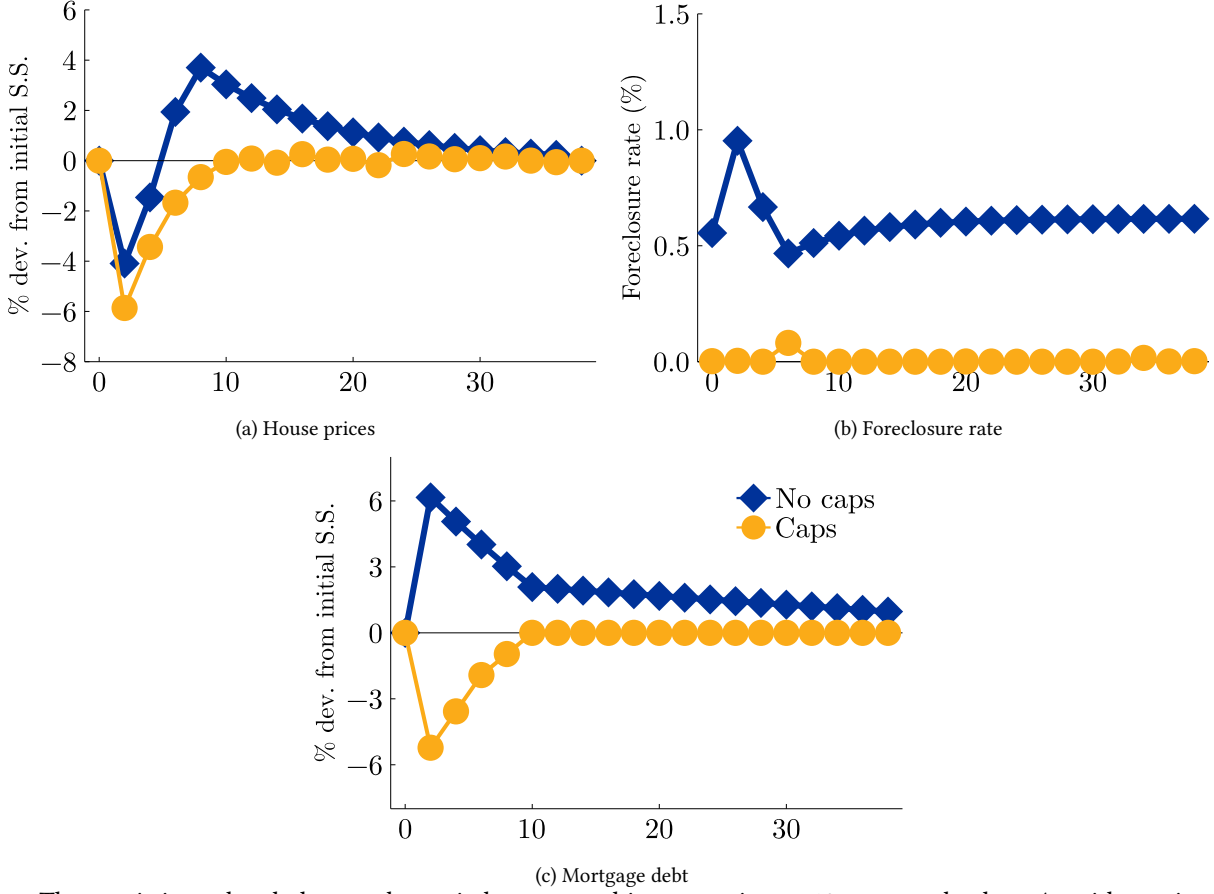 6
4
2
0
−2
−4
−6
−8
% dev. from initial S.S.
0 10 20 30
(a) House prices
1.5
1.0
0.5
0.0
Foreclosure rate (%)
0 10 20 30
(b) Foreclosure rate
6
3
0
−3
−6
% dev. from initial S.S.
0 10 20 30
No caps
Caps
(c) Mortgage debt